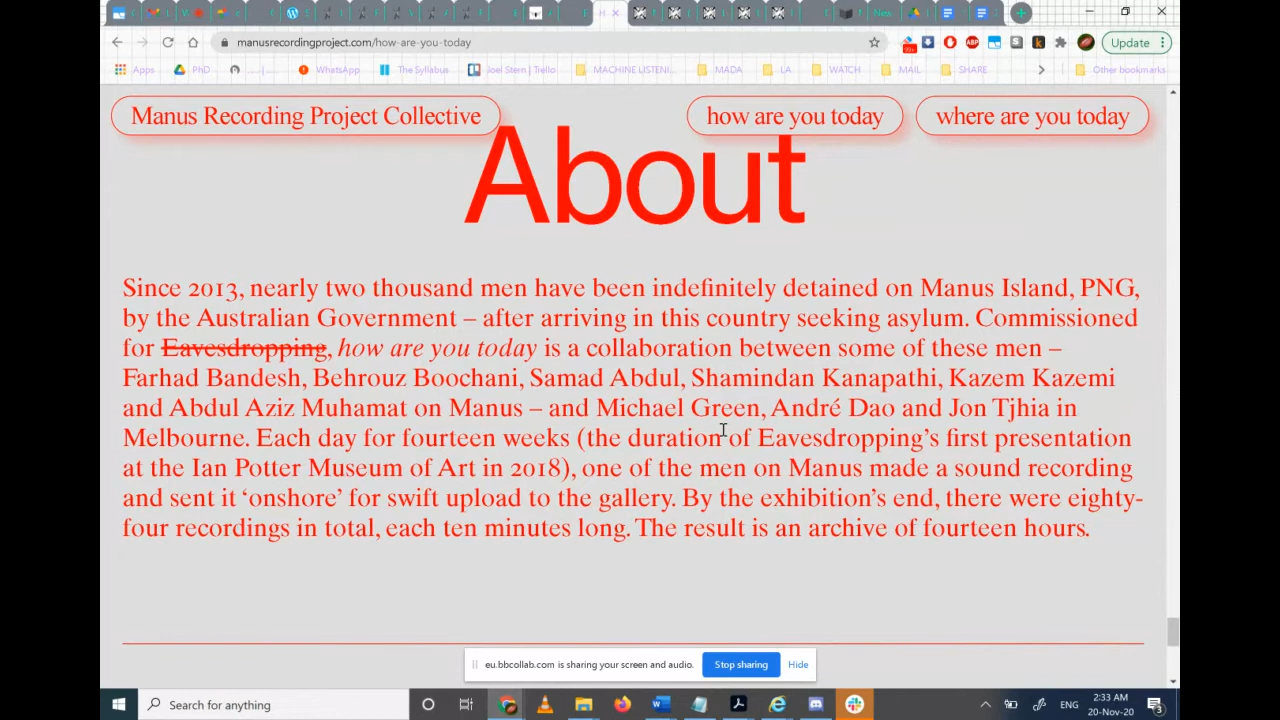 New
manusrecordingproject.com/how-are-you-today
Update
Apps PhD WhatsApp The Syllabus Joel Stern | Trello MACHINE LISTENI... MADA LA WATCH MAIL SHARE Other bookmarks
Manus Recording Project Collective how are you today where are you today
About
Since 2013, nearly two thousand men have been indefinitely detained on Manus Island, PNG,
by the Australian Government – after arriving in this country seeking asylum. Commissioned
for Eavesdropping, how are you today is a collaboration between some of these men –
Farhad Bandesh, Behrouz Boochani, Samad Abdul, Shamindan Kanapathi, Kazem Kazemi
and Abdul Aziz Muhamat on Manus – and Michael Green, André Dao and Jon Tjhia in
Melbourne. Each day for fourteen weeks (the duration of Eavesdropping’s first presentation
at the Ian Potter Museum of Art in 2018), one of the men on Manus made a sound recording
and sent it ‘onshore’ for swift upload to the gallery. By the exhibition’s end, there were eighty-
four recordings in total, each ten minutes long. The result is an archive of fourteen hours.
eu.bbcollab.com is sharing your screen and audio. Stop sharing Hide
Search for anything
ENG
2:33 AM
20-Nov-20
3